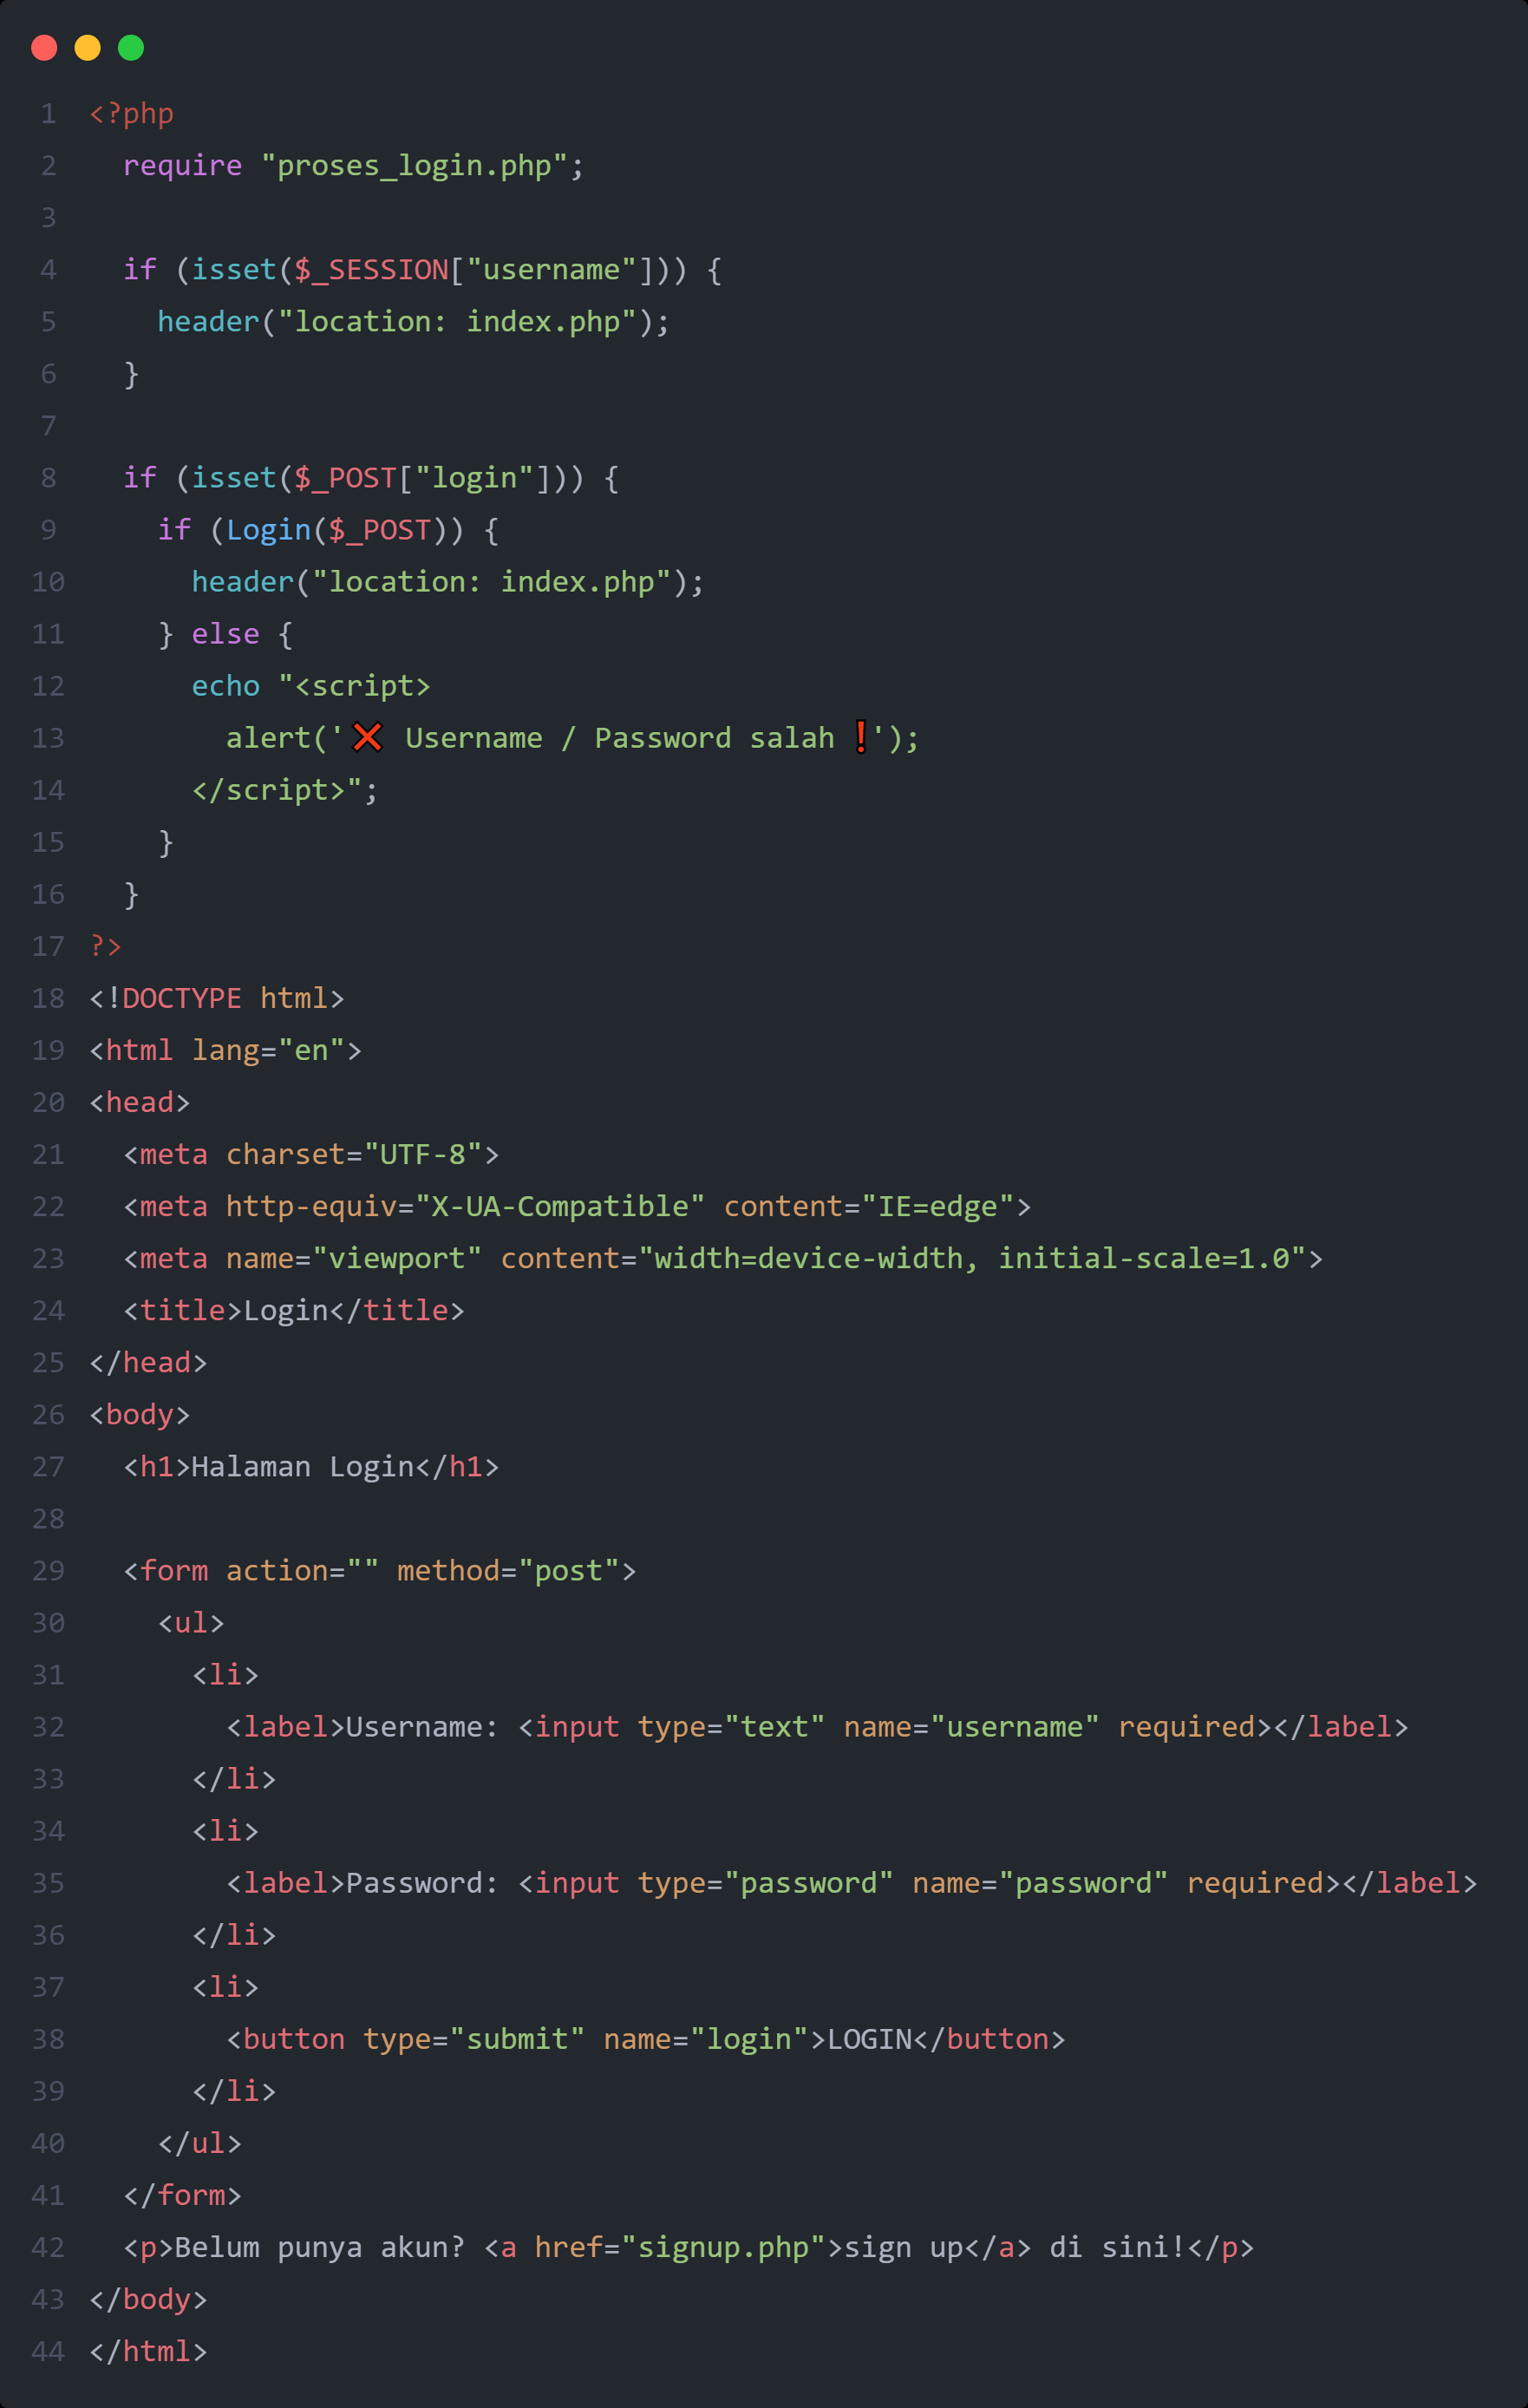 1 <?php
2   require "proses_login.php";
3
4   if (isset($_SESSION["username"])) {
5     header("location: index.php");
6   }
7
8   if (isset($_POST["login"])) {
9     if (Login($_POST)) {
10       header("location: index.php");
11     } else {
12       echo "<script>
13         alert('❌ Username / Password salah❗');
14       </script>";
15     }
16   }
17 ?>
18 <!DOCTYPE html>
19 <html lang="en">
20 <head>
21   <meta charset="UTF-8">
22   <meta http-equiv="X-UA-Compatible" content="IE=edge">
23   <meta name="viewport" content="width=device-width, initial-scale=1.0">
24   <title>Login</title>
25 </head>
26 <body>
27   <h1>Halaman Login</h1>
28
29   <form action="" method="post">
30     <ul>
31       <li>
32         <label>Username: <input type="text" name="username" required></label>
33       </li>
34       <li>
35         <label>Password: <input type="password" name="password" required></label>
36       </li>
37       <li>
38         <button type="submit" name="login">LOGIN</button>
39       </li>
40     </ul>
41   </form>
42   <p>Belum punya akun? <a href="signup.php">sign up</a> di sini!</p>
43 </body>
44 </html>